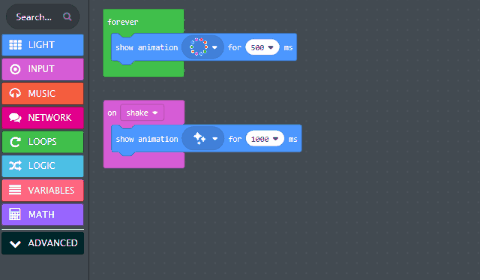 Search...
LIGHT
INPUT
MUSIC
NETWORK
LOOPS
LOGIC
VARIABLES
MATH
ADVANCED
forever
show animation for 500 ms
on shake
show animation for 1000 ms